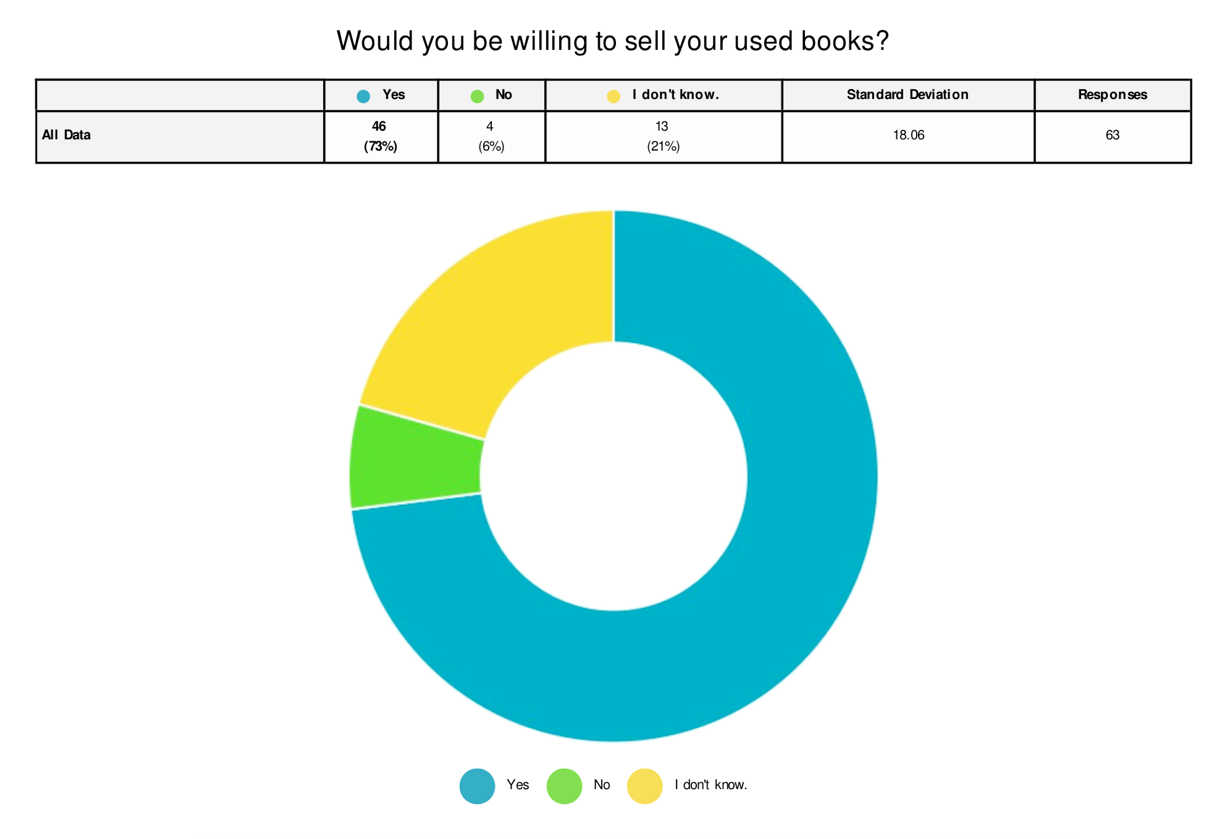 Would you be willing to sell your used books?
Yes No I don't know. Standard Deviation Responses
All Data 46 (73%) 4 (6%) 13 (21%) 18.06 63
Yes No I don't know.